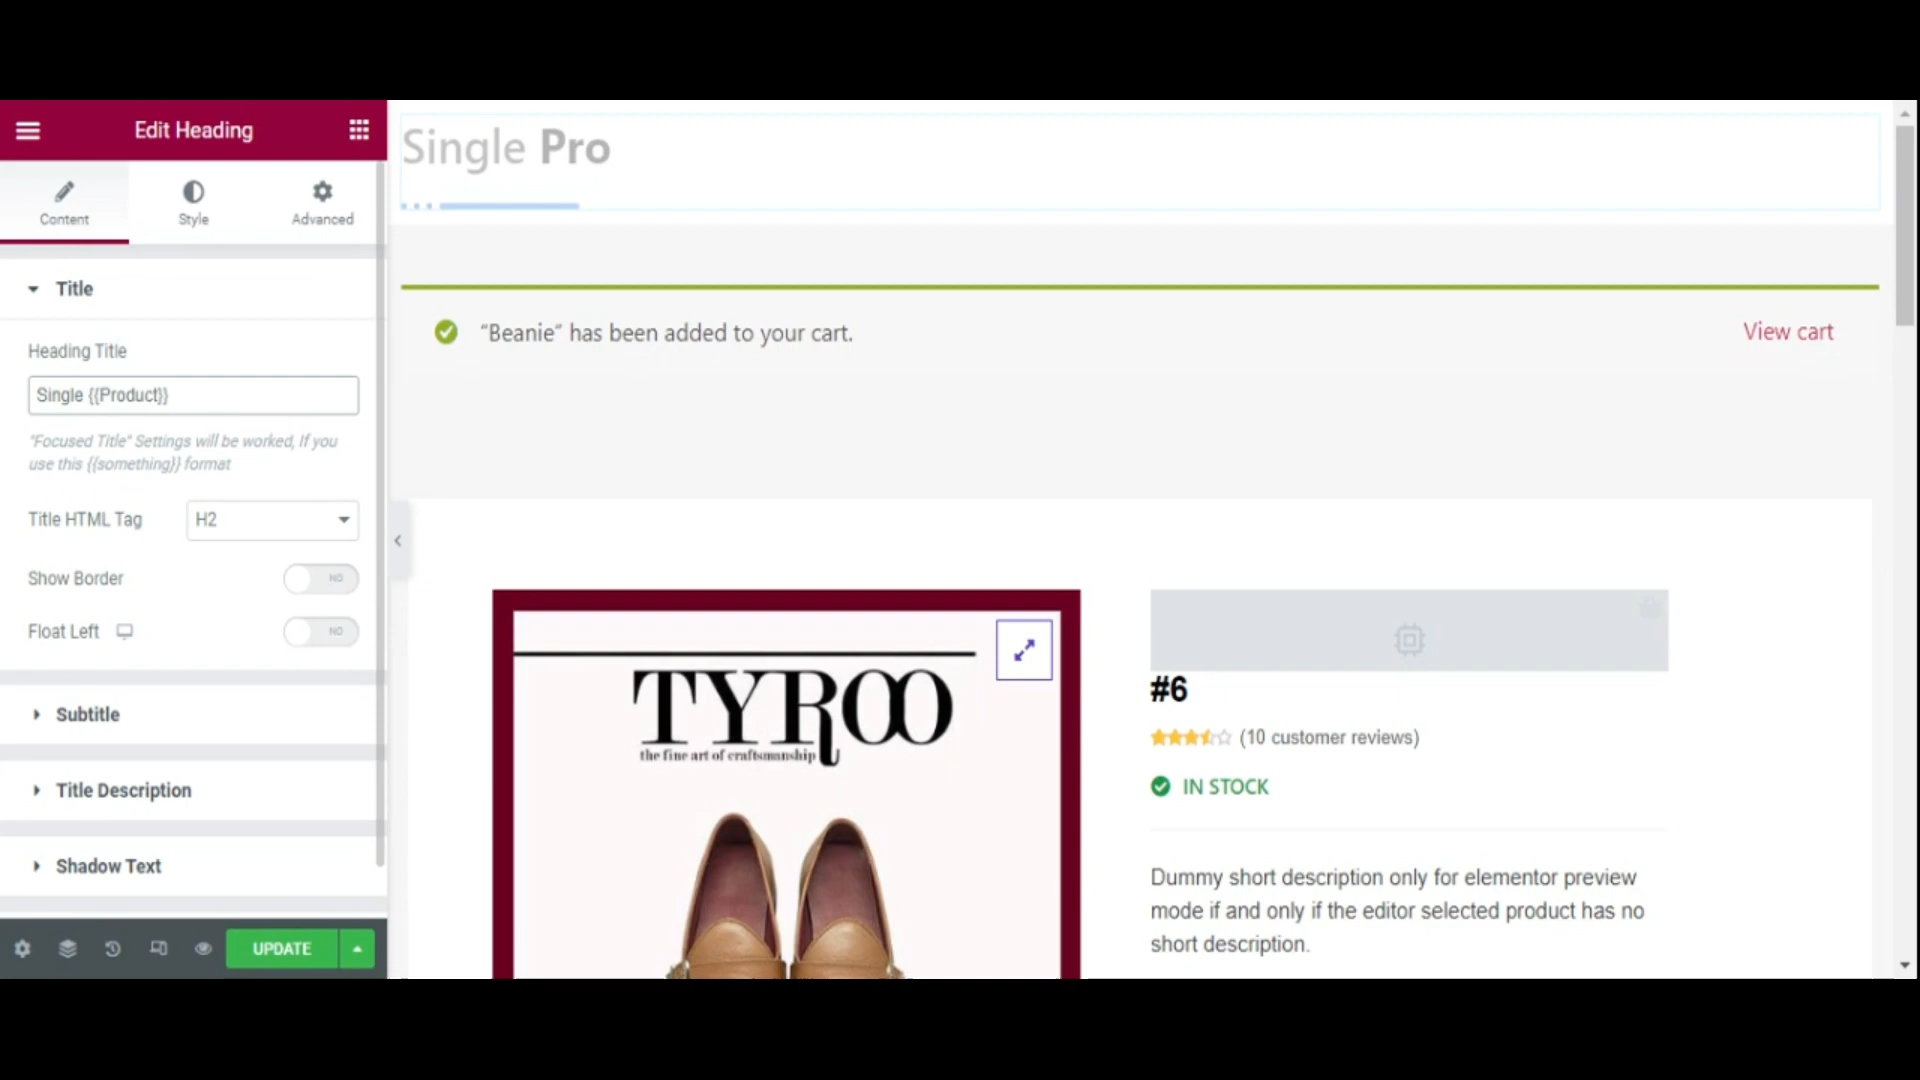 Edit Heading
Content
Style
Advanced
Title
Heading Title
Single {{Product}}
"Focused Title" Settings will be worked, If you
use this {{something}} format
Title HTML Tag
H2
Show Border
NO
Float Left
NO
Subtitle
Title Description
Shadow Text
UPDATE
Single Pro
"Beanie" has been added to your cart.
View cart
TYROO
the fine art of craftsmanship
#6
(10 customer reviews)
IN STOCK
Dummy short description only for elementor preview
mode if and only if the editor selected product has no
short description.